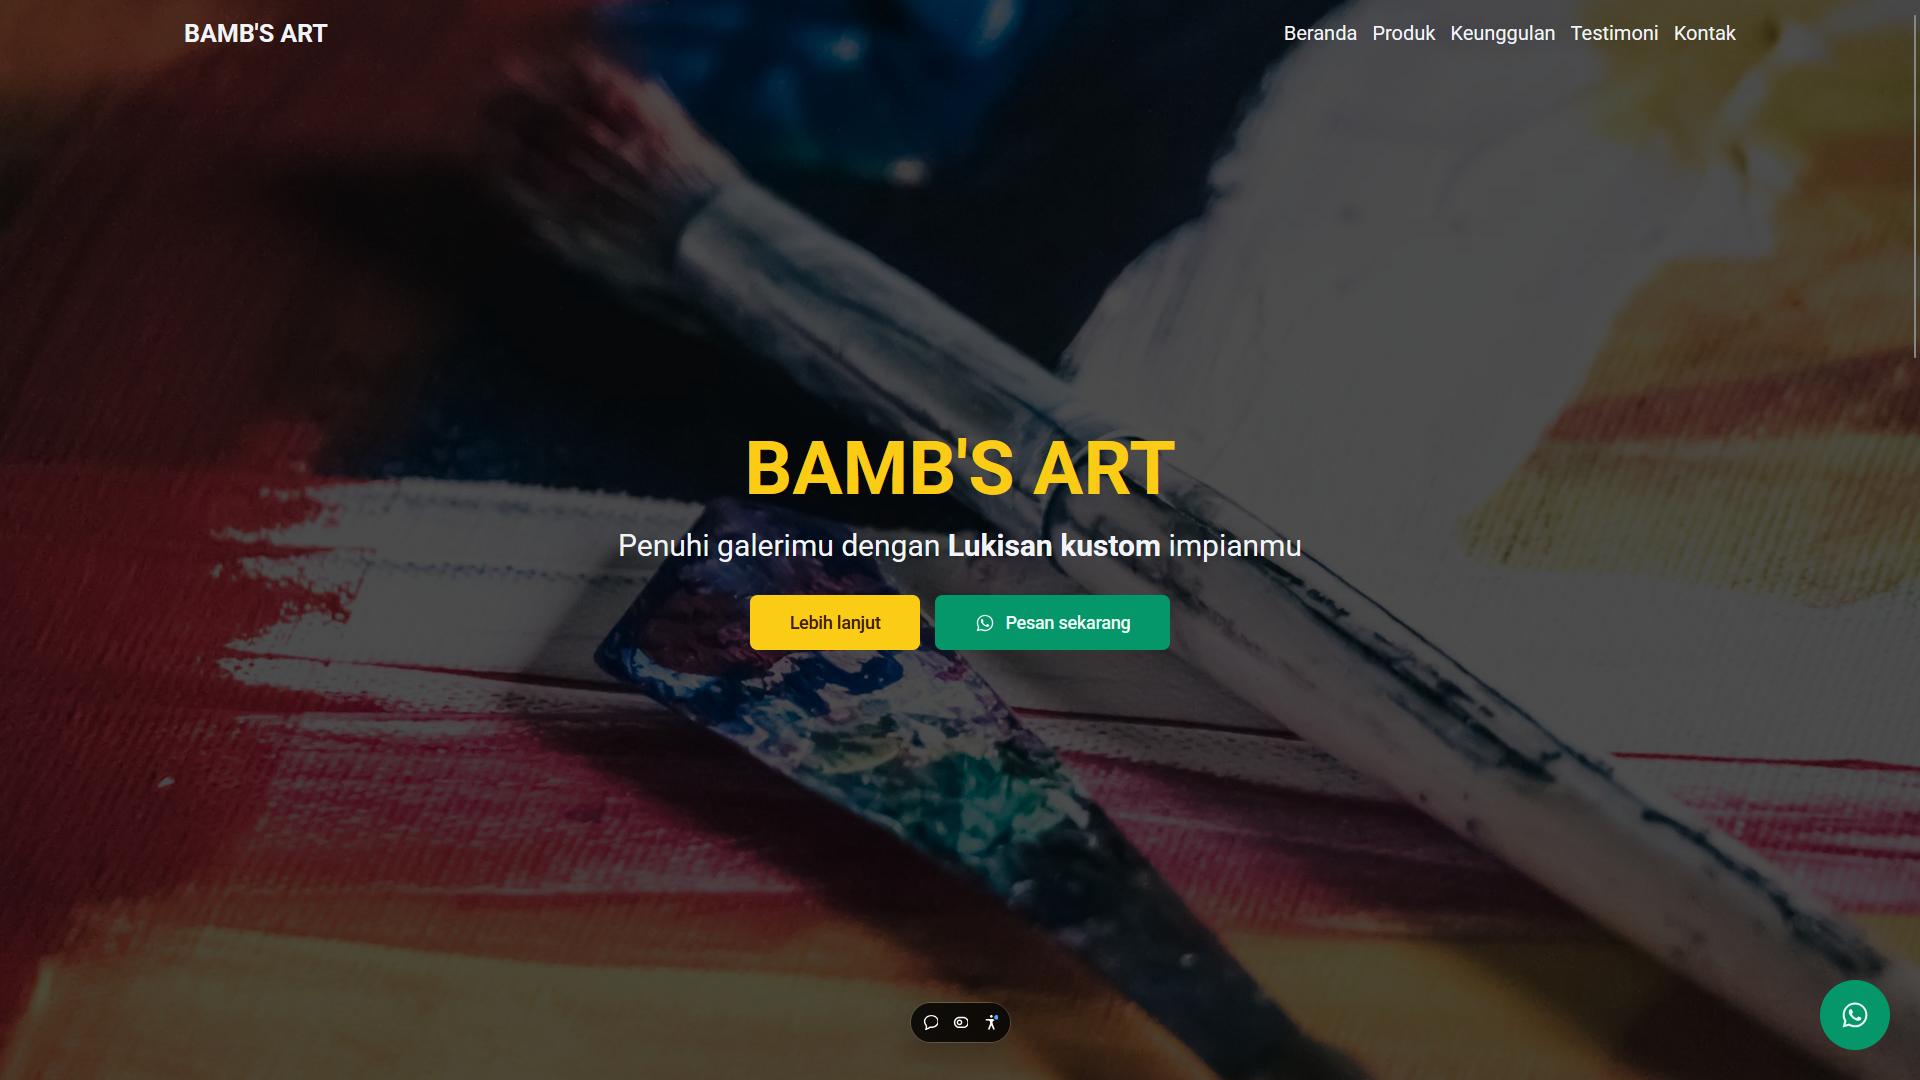 BAMB'S ART
Beranda Produk Keunggulan Testimoni Kontak
BAMB'S ART
Penuhi galerimu dengan Lukisan kustom impianmu
Lebih lanjut
Pesan sekarang